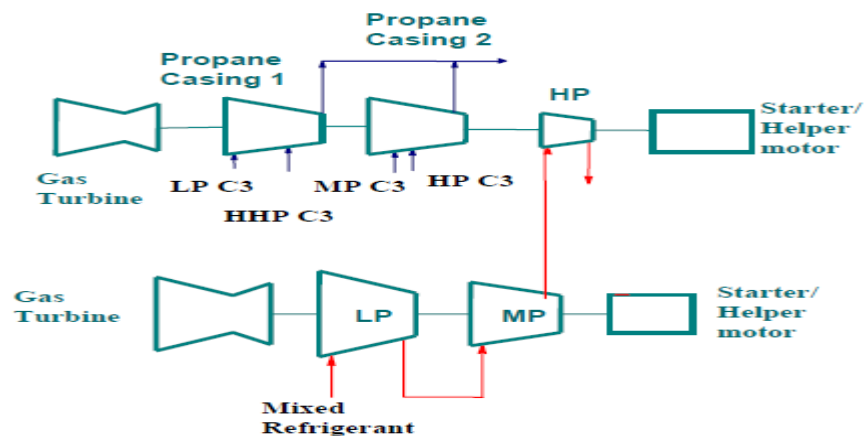 Propane
Casing 2
Propane
Casing 1
HP
Starter/
Helper
motor
Gas
Turbine
LP C3
MP C3
HP C3
HHP C3
Gas
Turbine
LP
MP
Starter/
Helper
motor
Mixed
Refrigerant